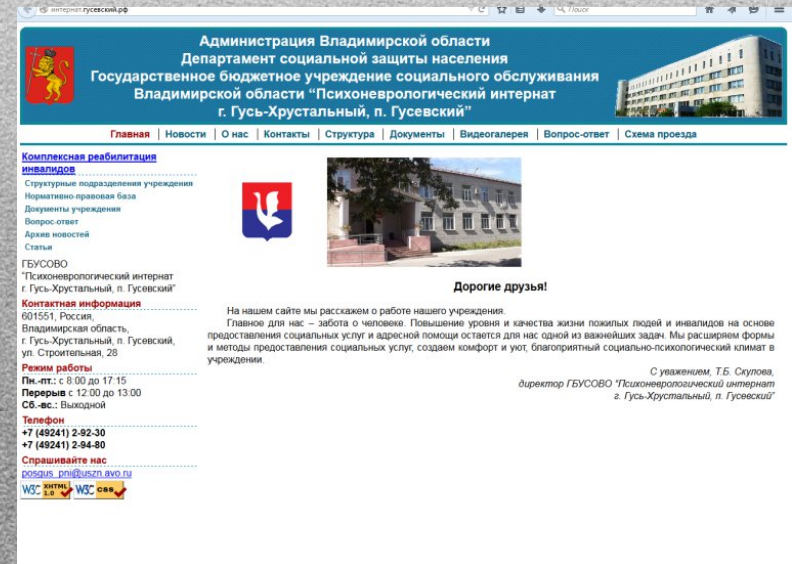 интернат.гусевский.рф
Поиск
Администрация Владимирской области
Департамент социальной защиты населения
Государственное бюджетное учреждение социального обслуживания
Владимирской области “Психоневрологический интернат
г. Гусь-Хрустальный, п. Гусевский”
Главная | Новости | О нас | Контакты | Структура | Документы | Видеогалерея | Вопрос-ответ | Схема проезда
Комплексная реабилитация
инвалидов
Структурные подразделения учреждения
Нормативно-правовая база
Документы учреждения
Вопрос-ответ
Архив новостей
Статьи
ГБУСОВО
"Психоневрологический интернат
г. Гусь-Хрустальный, п. Гусевский"
Контактная информация
601551, Россия,
Владимирская область,
г. Гусь-Хрустальный, п. Гусевский,
ул. Строительная, 28
Режим работы
Пн.-пт.: с 8:00 до 17:15
Перерыв с 12:00 до 13:00
Сб.-вс.: Выходной
Телефон
+7 (49241) 2-92-30
+7 (49241) 2-94-80
Спрашивайте нас
posgus_pni@uszn.avo.ru
W3C XHTML 1.0 W3C css
Дорогие друзья!
На нашем сайте мы расскажем о работе нашего учреждения.
Главное для нас – забота о человеке. Повышение уровня и качества жизни пожилых людей и инвалидов на основе
предоставления социальных услуг и адресной помощи остается для нас одной из важнейших задач. Мы расширяем формы
и методы предоставления социальных услуг, создаем комфорт и уют, благоприятный социально-психологический климат в
учреждении.
С уважением, Т.Б. Скупова,
директор ГБУСОВО "Психоневрологический интернат
г. Гусь-Хрустальный, п. Гусевский"